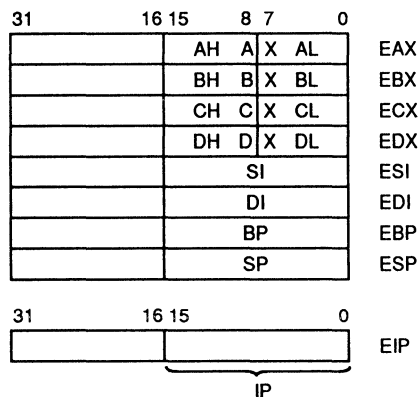 31 16 15 8 7 0
AH A X AL EAX
BH B X BL EBX
CH C X CL ECX
DH D X DL EDX
SI ESI
DI EDI
BP EBP
SP ESP
31 16 15 0
EIP
IP